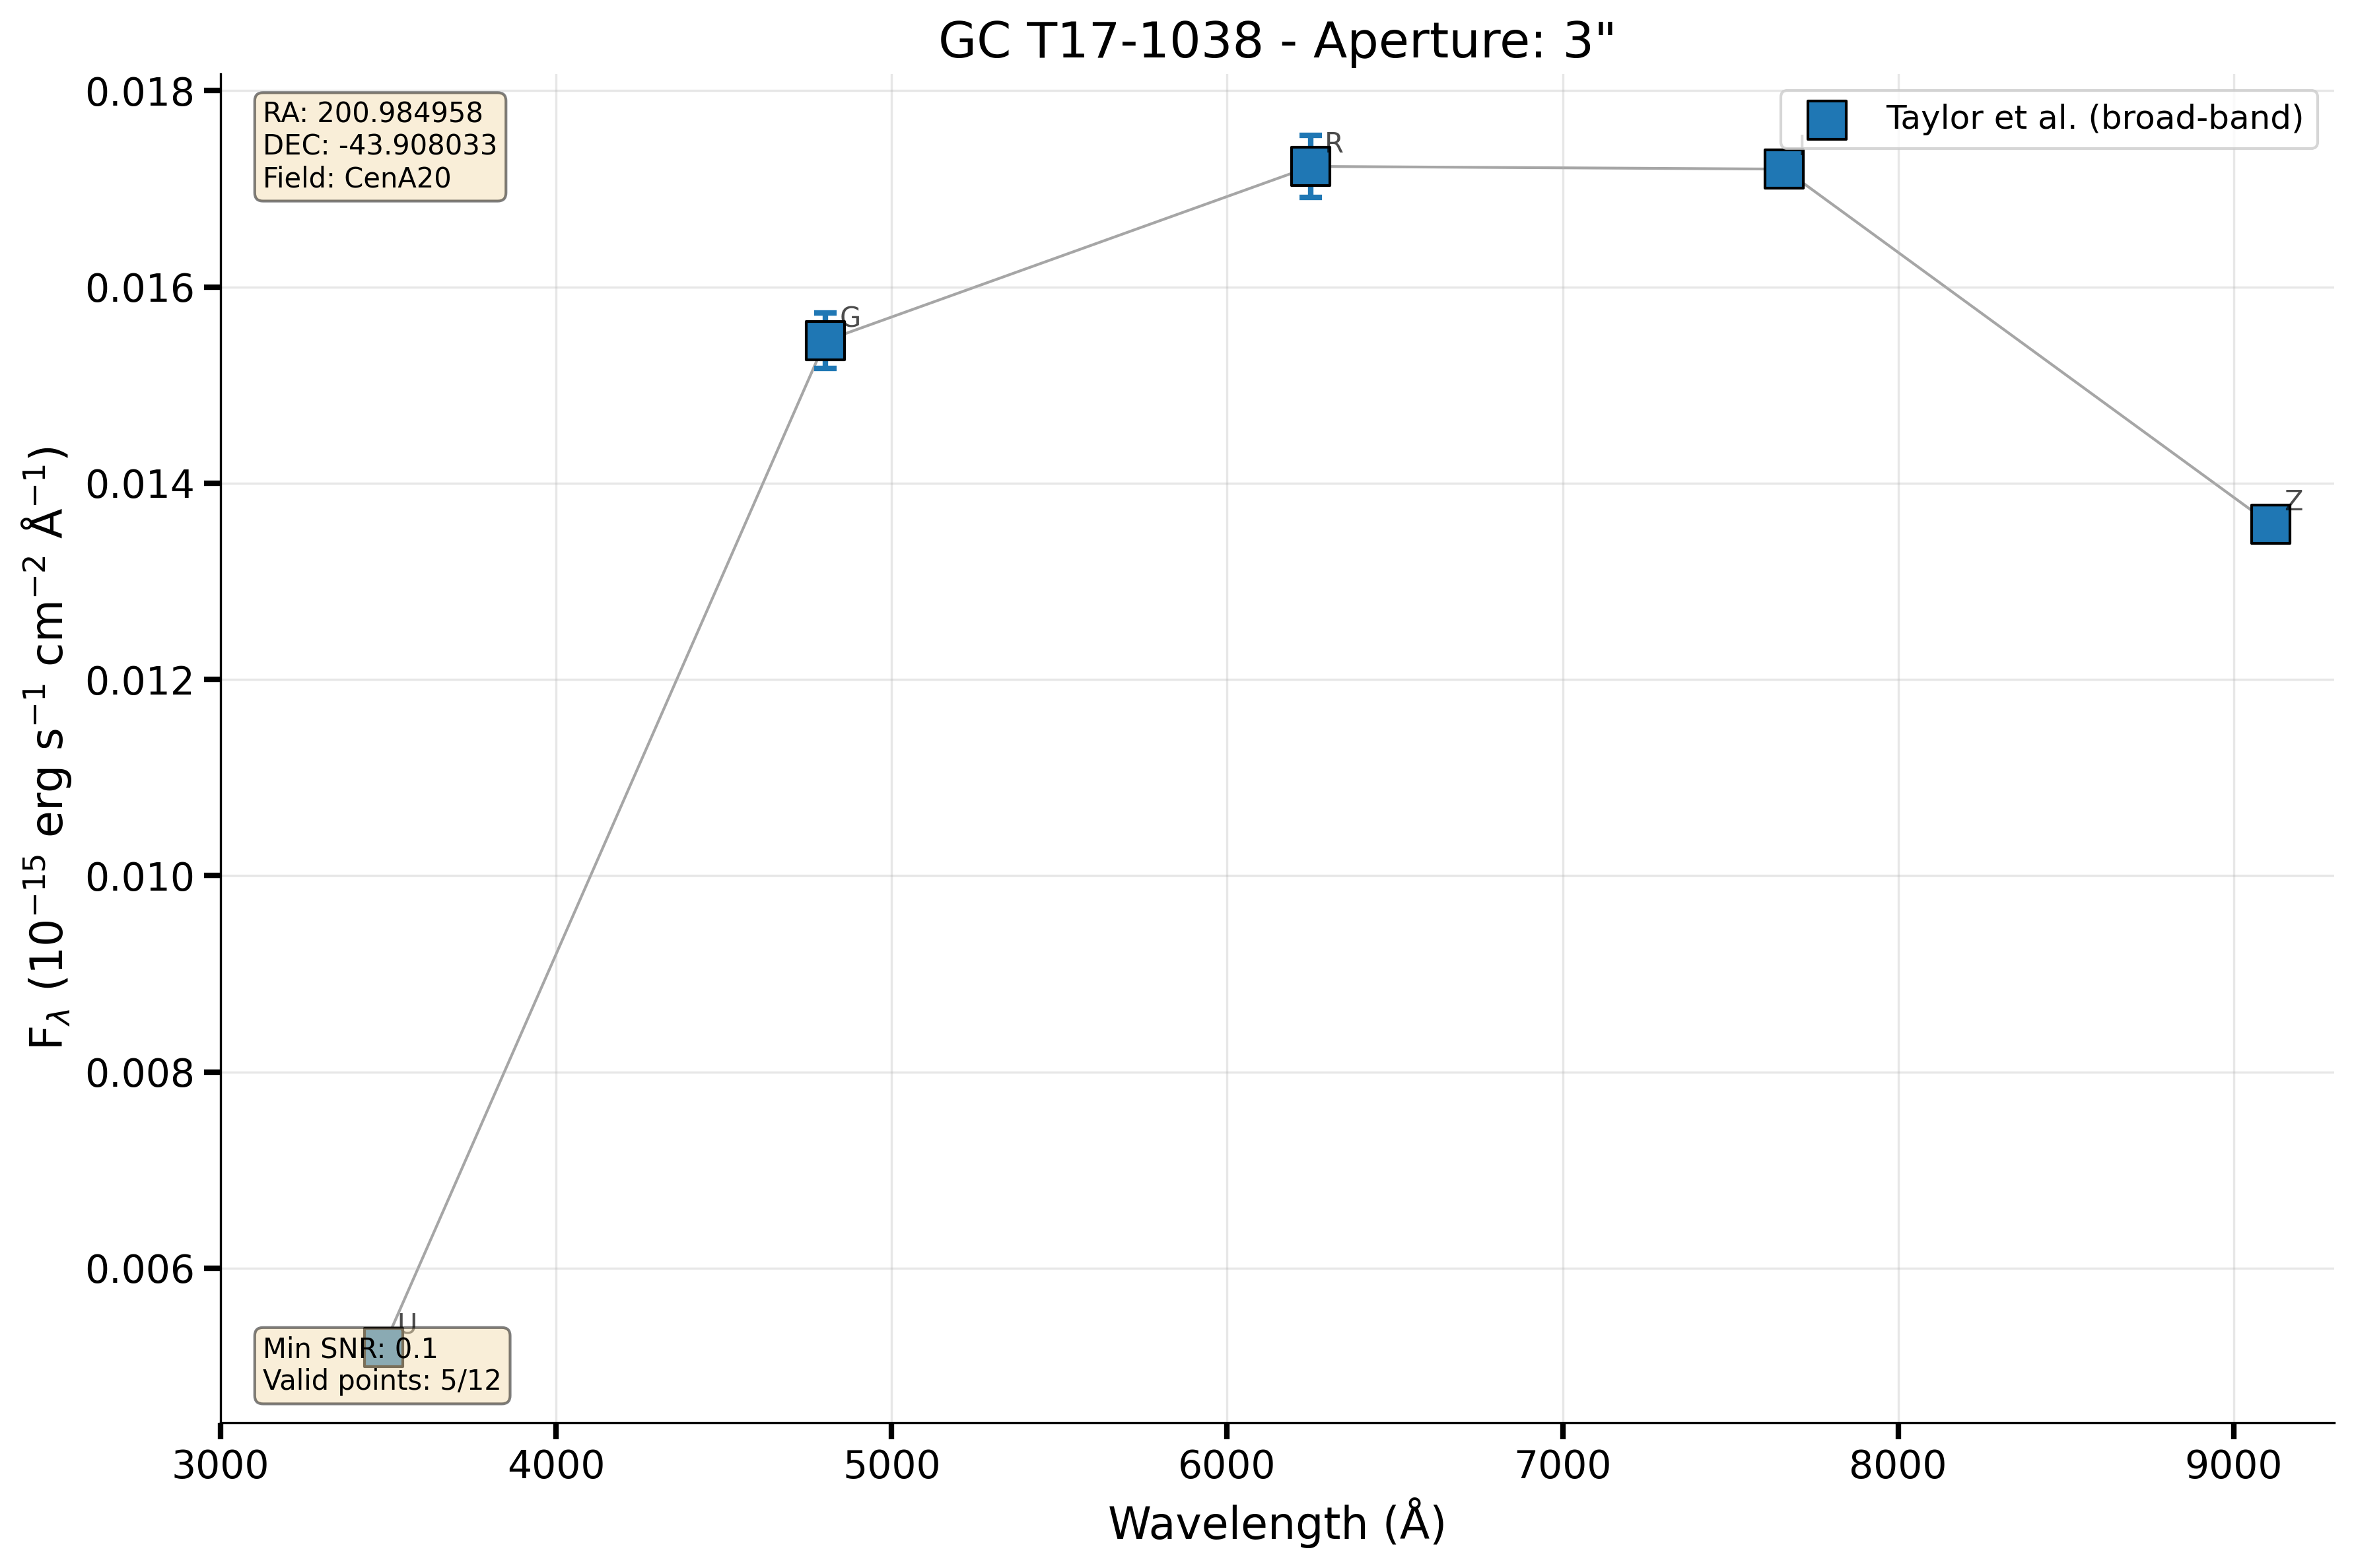 GC T17-1038 - Aperture: 3"
RA: 200.984958
DEC: -43.908033
Field: CenA20
Taylor et al. (broad-band)
R
G
Z
U
Min SNR: 0.1
Valid points: 5/12
0.018
0.016
0.014
0.012
0.010
0.008
0.006
F_λ (10⁻¹⁵ erg s⁻¹ cm⁻² Å⁻¹)
3000 4000 5000 6000 7000 8000 9000
Wavelength (Å)